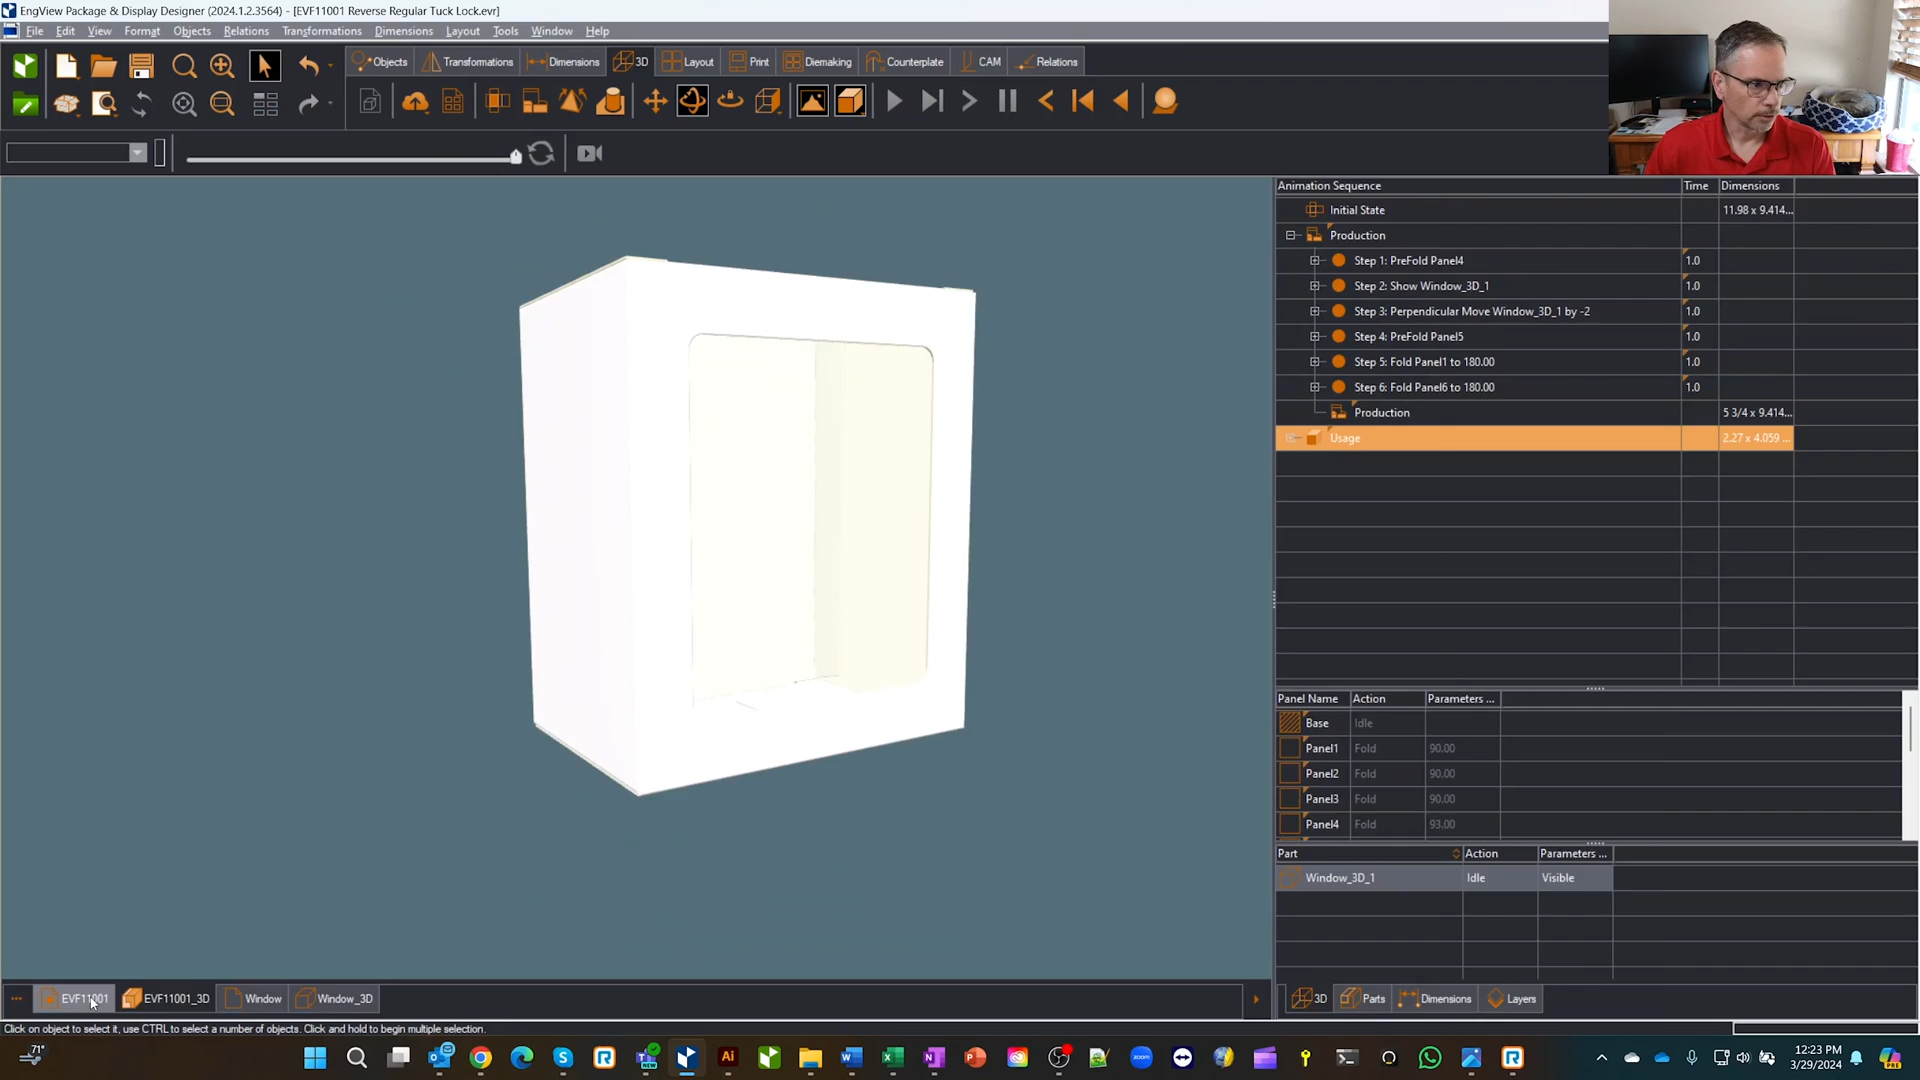 EngView Package & Display Designer (2024.1.2.3564) - [EVF11001 Reverse Regular Tuck Lock.evr]
File Edit View Format Objects Relations Transformations Dimensions Layout Tools Window Help
Objects Transformations Dimensions 3D Layout Print Diemaking Counterplate CAM Relations
Animation Sequence Time Dimensions
Initial State 11.98 x 9.414...
Production
Step 1: PreFold Panel4 1.0
Step 2: Show Window_3D_1 1.0
Step 3: Perpendicular Move Window_3D_1 by -2 1.0
Step 4: PreFold Panel5 1.0
Step 5: Fold Panel1 to 180.00 1.0
Step 6: Fold Panel6 to 180.00 1.0
Production 5 3/4 x 9.414...
Usage 2.27 x 4.059 ...
Panel Name Action Parameters ...
Base Idle
Panel1 Fold 90.00
Panel2 Fold 90.00
Panel3 Fold 90.00
Panel4 Fold 93.00
Part Action Parameters ...
Window_3D_1 Idle Visible
EVF11001 EVF11001_3D Window Window_3D
3D Parts Dimensions Layers
Click on object to select it, use CTRL to select a number of objects. Click and hold to begin multiple selection.
71°
NEW
Ai
zoom
12:23 PM
3/29/2024
PRE